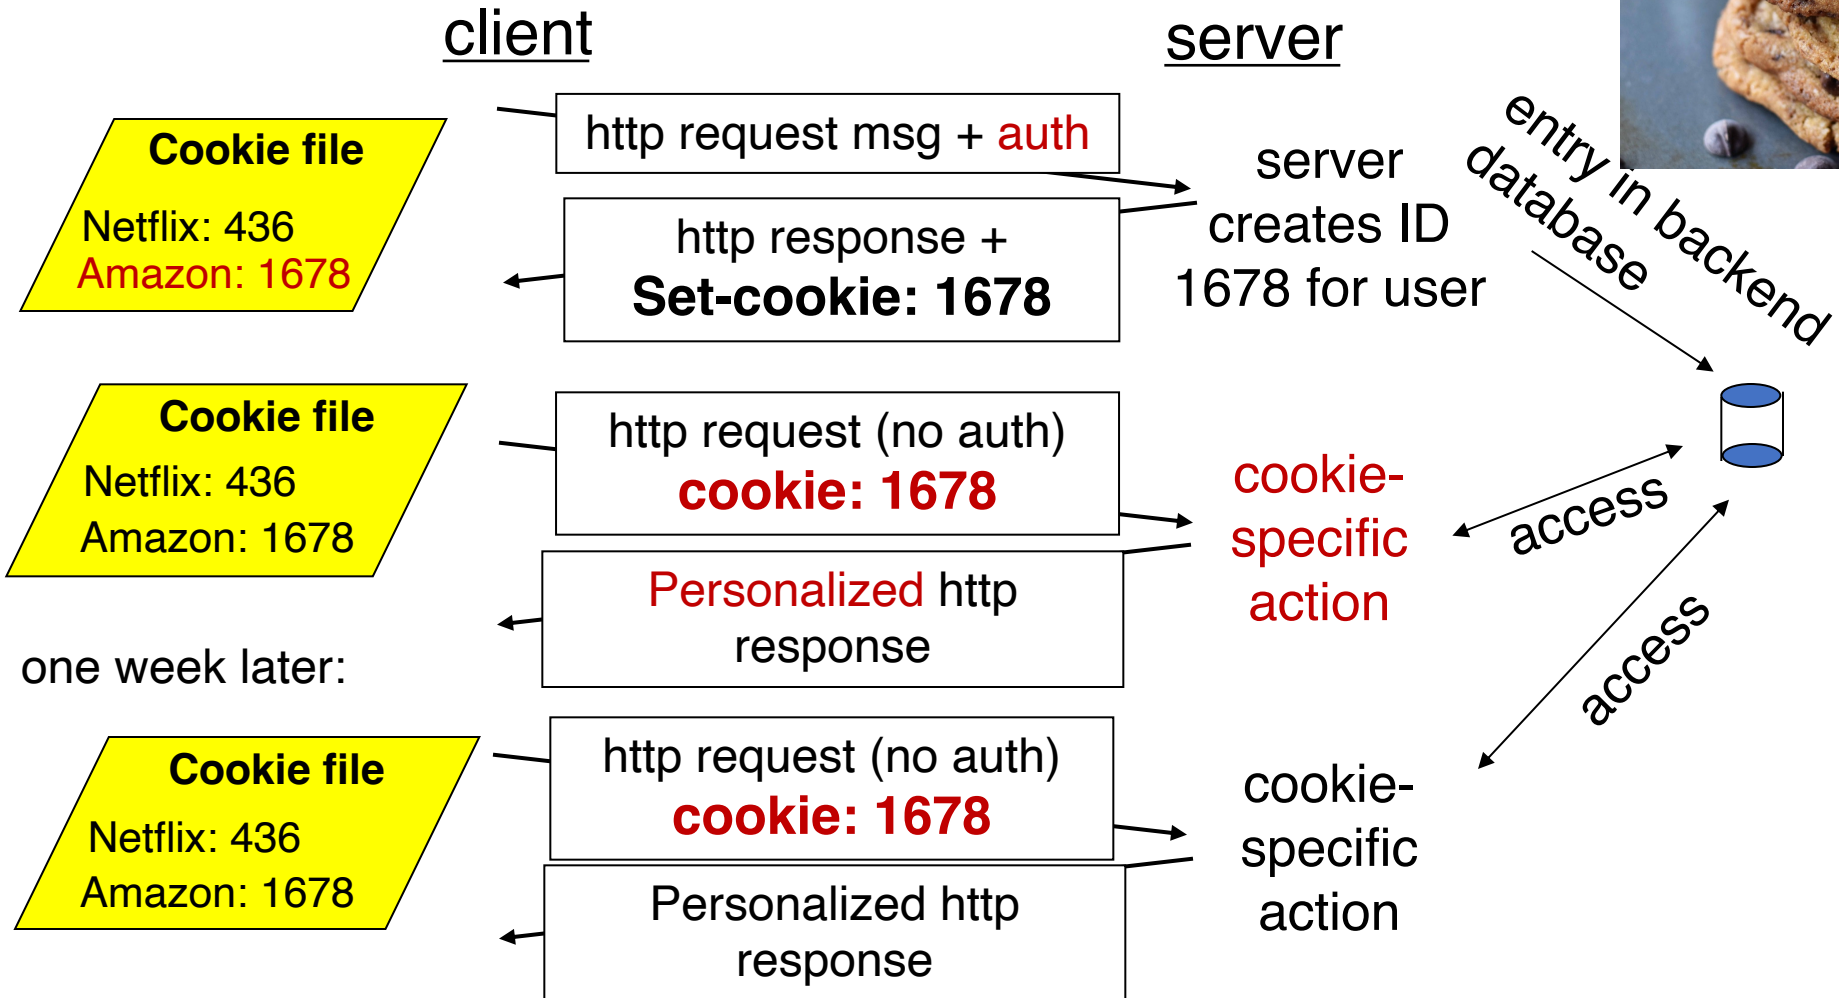 client
server
Cookie file
Netflix: 436
Amazon: 1678
http request msg + auth
http response +
Set-cookie: 1678
server
creates ID
1678 for user
entry in backend
database
Cookie file
Netflix: 436
Amazon: 1678
http request (no auth)
cookie: 1678
Personalized http
response
cookie-
specific
action
access
one week later:
access
Cookie file
Netflix: 436
Amazon: 1678
http request (no auth)
cookie: 1678
Personalized http
response
cookie-
specific
action